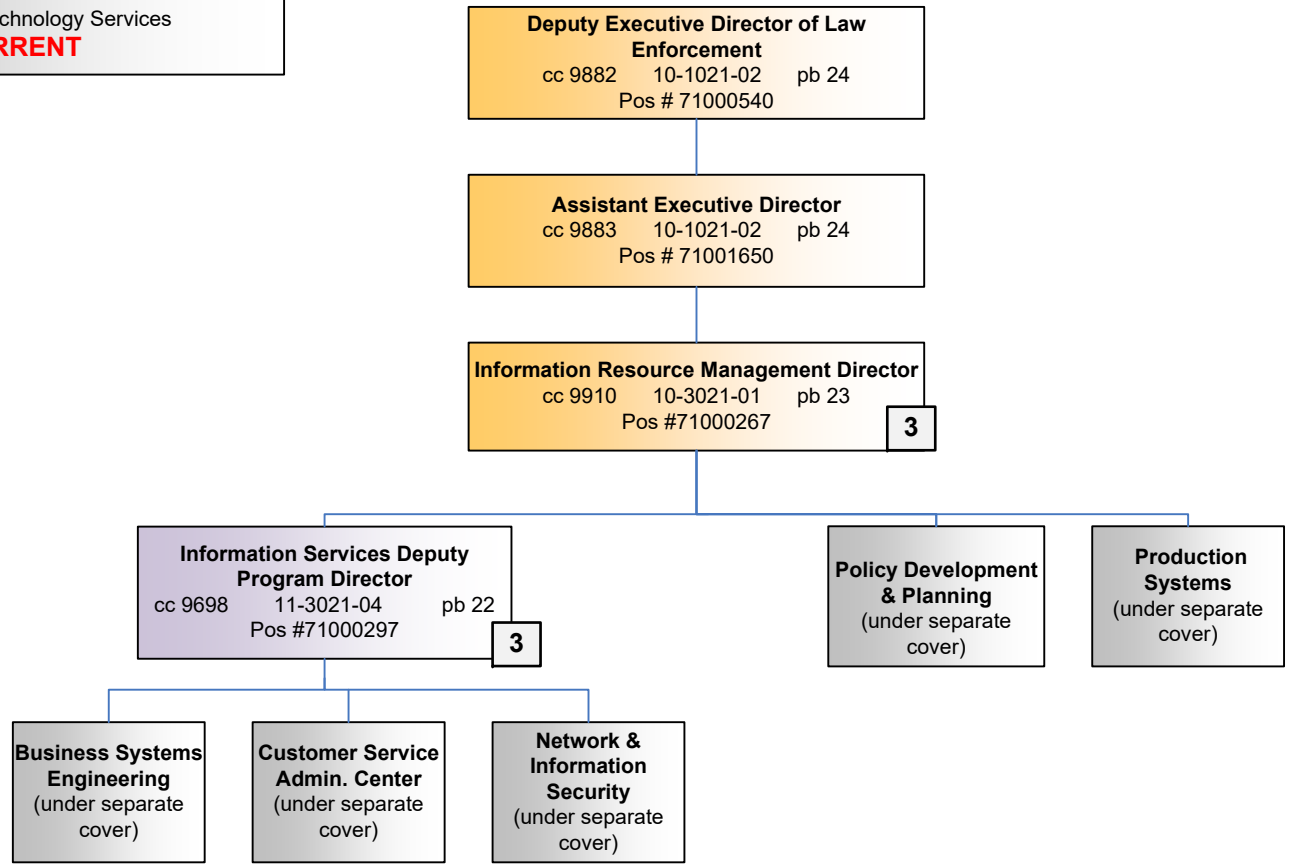 Technology Services
Deputy Executive Director of Law
Enforcement
cc 9882 10-1021-02 pb 24
Pos # 71000540
Assistant Executive Director
cc 9883 10-1021-02 pb 24
Pos # 71001650
Information Resource Management Director
cc 9910 10-3021-01 pb 23
Pos #71000267
3
Information Services Deputy
Program Director
cc 9698 11-3021-04 pb 22
Pos #71000297
3
Policy Development
& Planning
(under separate
cover)
Production
Systems
(under separate
cover)
Business Systems
Engineering
(under separate
cover)
Customer Service
Admin. Center
(under separate
cover)
Network &
Information
Security
(under separate
cover)